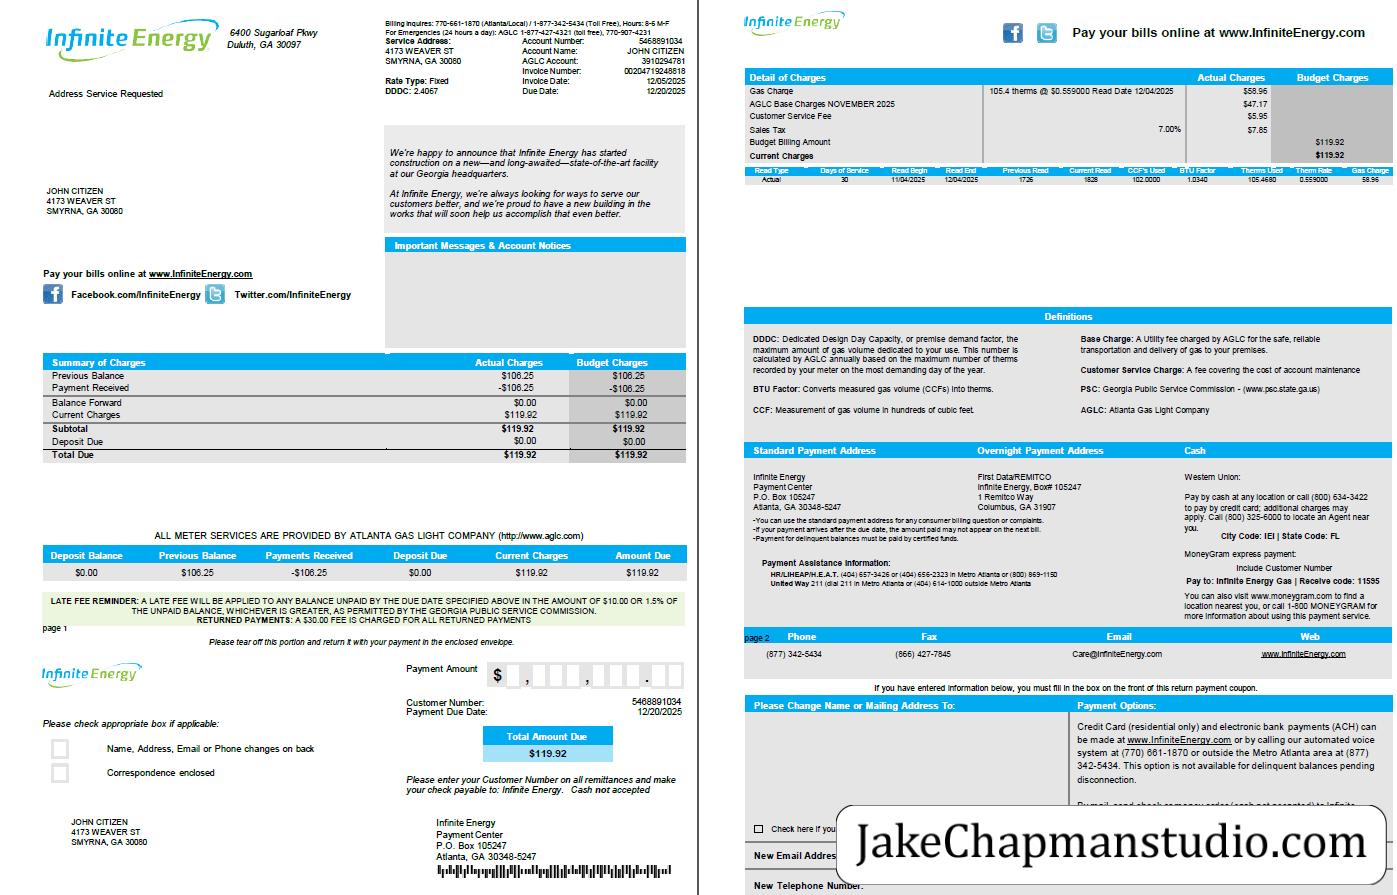 Infinite Energy
6400 Sugarloaf Pkwy
Duluth, GA 30097
Address Service Requested
Billing Inquires: 770-661-1870 (Atlanta/Local) / 1-877-342-5434 (Toll Free), Hours: 8-6 M-F
For Emergencies (24 hours a day): AGLC 1-877-427-4321 (toll free), 770-907-4231
Service Address: Account Number: 5468891034
4173 WEAVER ST Account Name: JOHN CITIZEN
SMYRNA, GA 30080 AGLC Account: 3910294781
Invoice Number: 00204719248818
Rate Type: Fixed Invoice Date: 12/05/2025
DDDC: 2.4067 Due Date: 12/20/2025
We're happy to announce that Infinite Energy has started
construction on a new—and long-awaited—state-of-the-art facility
at our Georgia headquarters.
At Infinite Energy, we're always looking for ways to serve our
customers better, and we're proud to have a new building in the
works that will soon help us accomplish that even better.
JOHN CITIZEN
4173 WEAVER ST
SMYRNA, GA 30080
Important Messages & Account Notices
Pay your bills online at www.InfiniteEnergy.com
Facebook.com/InfiniteEnergy Twitter.com/InfiniteEnergy
Summary of Charges Actual Charges Budget Charges
Previous Balance $106.25 $106.25
Payment Received -$106.25 -$106.25
Balance Forward $0.00 $0.00
Current Charges $119.92 $119.92
Subtotal $119.92 $119.92
Deposit Due $0.00 $0.00
Total Due $119.92 $119.92
ALL METER SERVICES ARE PROVIDED BY ATLANTA GAS LIGHT COMPANY (http://www.aglc.com)
Deposit Balance Previous Balance Payments Received Deposit Due Current Charges Amount Due
$0.00 $106.25 -$106.25 $0.00 $119.92 $119.92
LATE FEE REMINDER: A LATE FEE WILL BE APPLIED TO ANY BALANCE UNPAID BY THE DUE DATE SPECIFIED ABOVE IN THE AMOUNT OF $10.00 OR 1.5% OF
THE UNPAID BALANCE, WHICHEVER IS GREATER, AS PERMITTED BY THE GEORGIA PUBLIC SERVICE COMMISSION.
RETURNED PAYMENTS: A $30.00 FEE IS CHARGED FOR ALL RETURNED PAYMENTS
page 1
Please tear off this portion and return it with your payment in the enclosed envelope.
Infinite Energy
Payment Amount $ , , .
Customer Number: 5468891034
Payment Due Date: 12/20/2025
Please check appropriate box if applicable:
Name, Address, Email or Phone changes on back
Correspondence enclosed
Total Amount Due
$119.92
Please enter your Customer Number on all remittances and make
your check payable to: Infinite Energy. Cash not accepted
JOHN CITIZEN
4173 WEAVER ST
SMYRNA, GA 30080
Infinite Energy
Payment Center
P.O. Box 105247
Atlanta, GA 30348-5247
Infinite Energy
Pay your bills online at www.InfiniteEnergy.com
Detail of Charges Actual Charges Budget Charges
Gas Charge 105.4 therms @ $0.559000 Read Date 12/04/2025 $58.96
AGLC Base Charges NOVEMBER 2025 $47.17
Customer Service Fee $5.95
Sales Tax 7.00% $7.85
Budget Billing Amount $119.92
Current Charges $119.92
Read Type Days of Service Read Begin Read End Previous Read Current Read CCF's Used BTU Factor Therms Used Therm Rate Gas Charge
Actual 30 11/04/2025 12/04/2025 1726 1828 102.0000 1.0340 105.4680 0.559000 58.96
Definitions
DDDC: Dedicated Design Day Capacity, or premise demand factor, the
maximum amount of gas volume dedicated to your use. This number is
calculated by AGLC annually based on the maximum number of therms
recorded by your meter on the most demanding day of the year.
BTU Factor: Converts measured gas volume (CCFs) into therms.
CCF: Measurement of gas volume in hundreds of cubic feet.
Base Charge: A Utility fee charged by AGLC for the safe, reliable
transportation and delivery of gas to your premises.
Customer Service Charge: A fee covering the cost of account maintenance
PSC: Georgia Public Service Commission - (www.psc.state.ga.us)
AGLC: Atlanta Gas Light Company
Standard Payment Address Overnight Payment Address Cash
Infinite Energy
Payment Center
P.O. Box 105247
Atlanta, GA 30348-5247
First Data/REMITCO
Infinite Energy, Box# 105247
1 Remitco Way
Columbus, GA 31907
-You can use the standard payment address for any consumer billing question or complaints.
-If your payment arrives after the due date, the amount paid may not appear on the next bill.
-Payment for delinquent balances must be paid by certified funds.
Payment Assistance Information:
HR/LIHEAP/H.E.A.T. (404) 657-3426 or (404) 656-2323 in Metro Atlanta or (800) 869-1150
United Way 211 (dial 211 in Metro Atlanta or (404) 614-1000 outside Metro Atlanta
Western Union:
Pay by cash at any location or call (800) 634-3422
to pay by credit card; additional charges may
apply. Call (800) 325-6000 to locate an Agent near
you.
City Code: IEI | State Code: FL
MoneyGram express payment:
Include Customer Number
Pay to: Infinite Energy Gas | Receive code: 11595
You can also visit www.moneygram.com to find a
location nearest you, or call 1-800 MONEYGRAM for
more information about using this payment service.
page 2 Phone Fax Email Web
(877) 342-5434 (866) 427-7845 Care@InfiniteEnergy.com www.InfiniteEnergy.com
If you have entered information below, you must fill in the box on the front of this return payment coupon.
Please Change Name or Mailing Address To: Payment Options:
Credit Card (residential only) and electronic bank payments (ACH) can
be made at www.InfiniteEnergy.com or by calling our automated voice
system at (770) 661-1870 or outside the Metro Atlanta area at (877)
342-5434. This option is not available for delinquent balances pending
disconnection.
Check here if you
New Email Addres
New Telephone Number:
JakeChapmanstudio.com